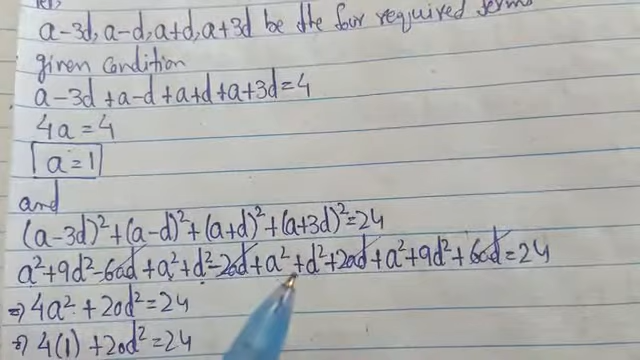 a-3d, a-d, a+d, a+3d be the four required terms
given condition
a-3d+a-d+a+d+a+3d=4
4a=4
a=1
and
(a-3d)²+(a-d)²+(a+d)²+(a+3d)²=24
a²+9d²-6ad+a²+d²-2ad+a²+d²+2ad+a²+9d²+6ad=24
⇒ 4a²+20d²=24
⇒ 4(1)+20d²=24